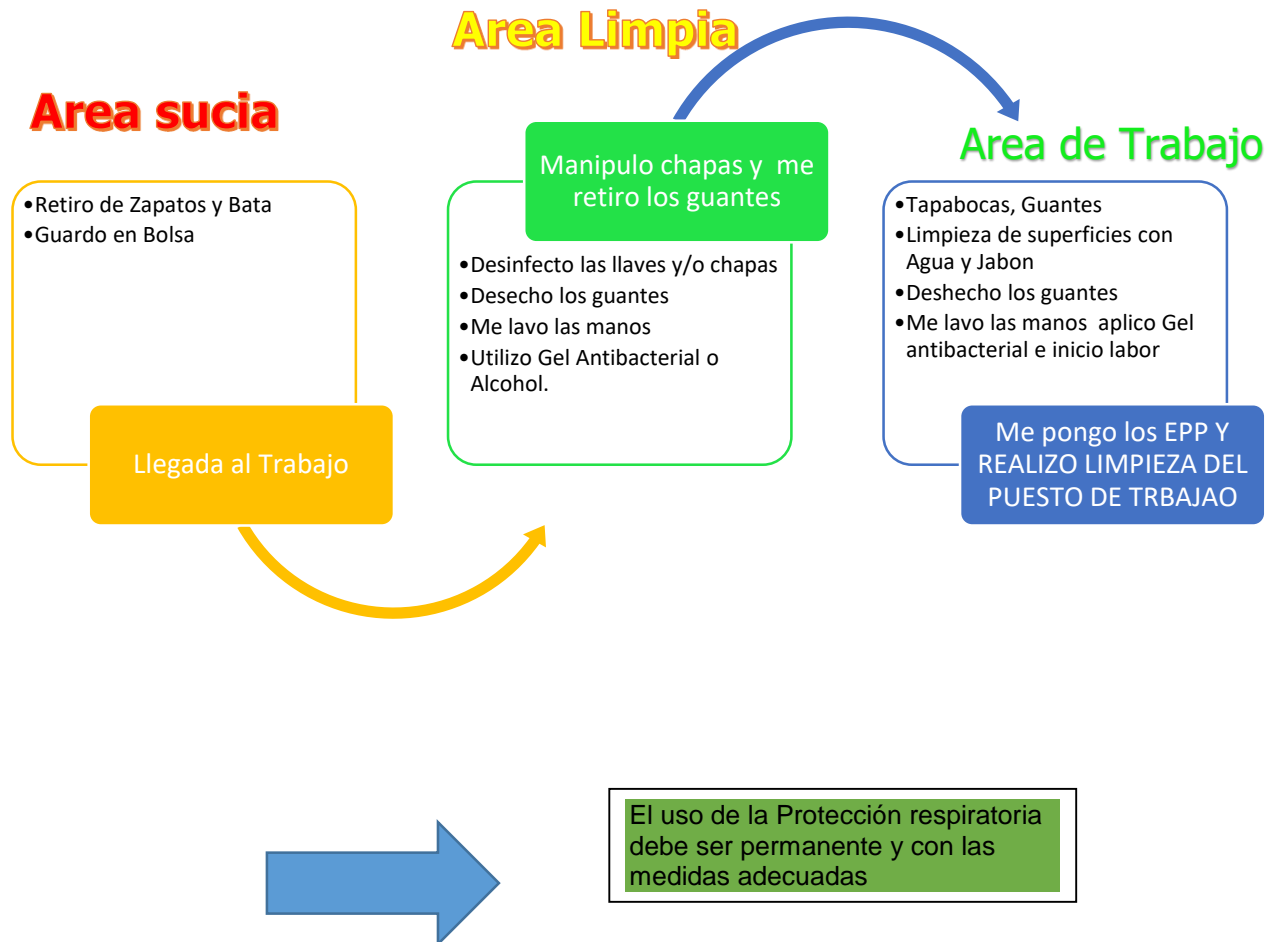 Area sucia
•Retiro de Zapatos y Bata
•Guardo en Bolsa
Llegada al Trabajo
Area Limpia
Manipulo chapas y me
retiro los guantes
•Desinfecto las llaves y/o chapas
•Desecho los guantes
•Me lavo las manos
•Utilizo Gel Antibacterial o
Alcohol.
Area de Trabajo
•Tapabocas, Guantes
•Limpieza de superficies con
Agua y Jabon
•Deshecho los guantes
•Me lavo las manos aplico Gel
antibacterial e inicio labor
Me pongo los EPP Y
REALIZO LIMPIEZA DEL
PUESTO DE TRBAJAO
El uso de la Protección respiratoria
debe ser permanente y con las
medidas adecuadas